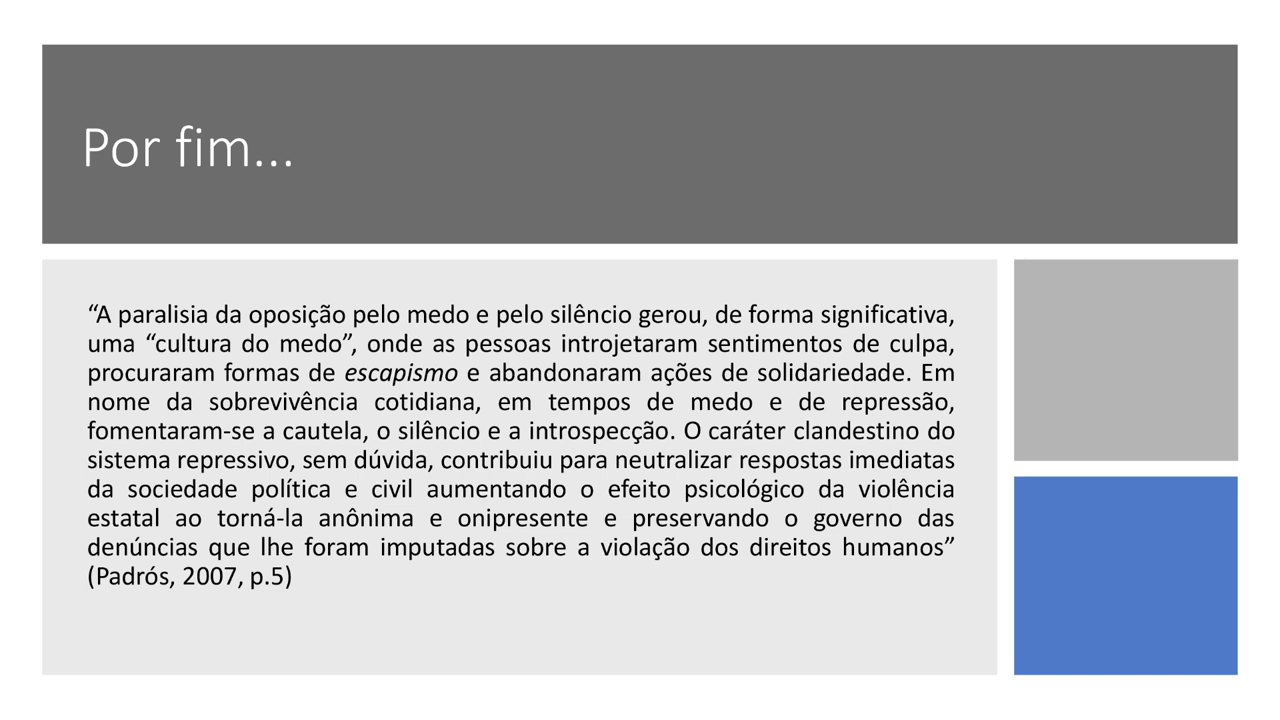 Por fim...
“A paralisia da oposição pelo medo e pelo silêncio gerou, de forma significativa,
uma “cultura do medo”, onde as pessoas introjetaram sentimentos de culpa,
procuraram formas de escapismo e abandonaram ações de solidariedade. Em
nome da sobrevivência cotidiana, em tempos de medo e de repressão,
fomentaram-se a cautela, o silêncio e a introspecção. O caráter clandestino do
sistema repressivo, sem dúvida, contribuiu para neutralizar respostas imediatas
da sociedade política e civil aumentando o efeito psicológico da violência
estatal ao torná-la anônima e onipresente e preservando o governo das
denúncias que lhe foram imputadas sobre a violação dos direitos humanos”
(Padrós, 2007, p.5)